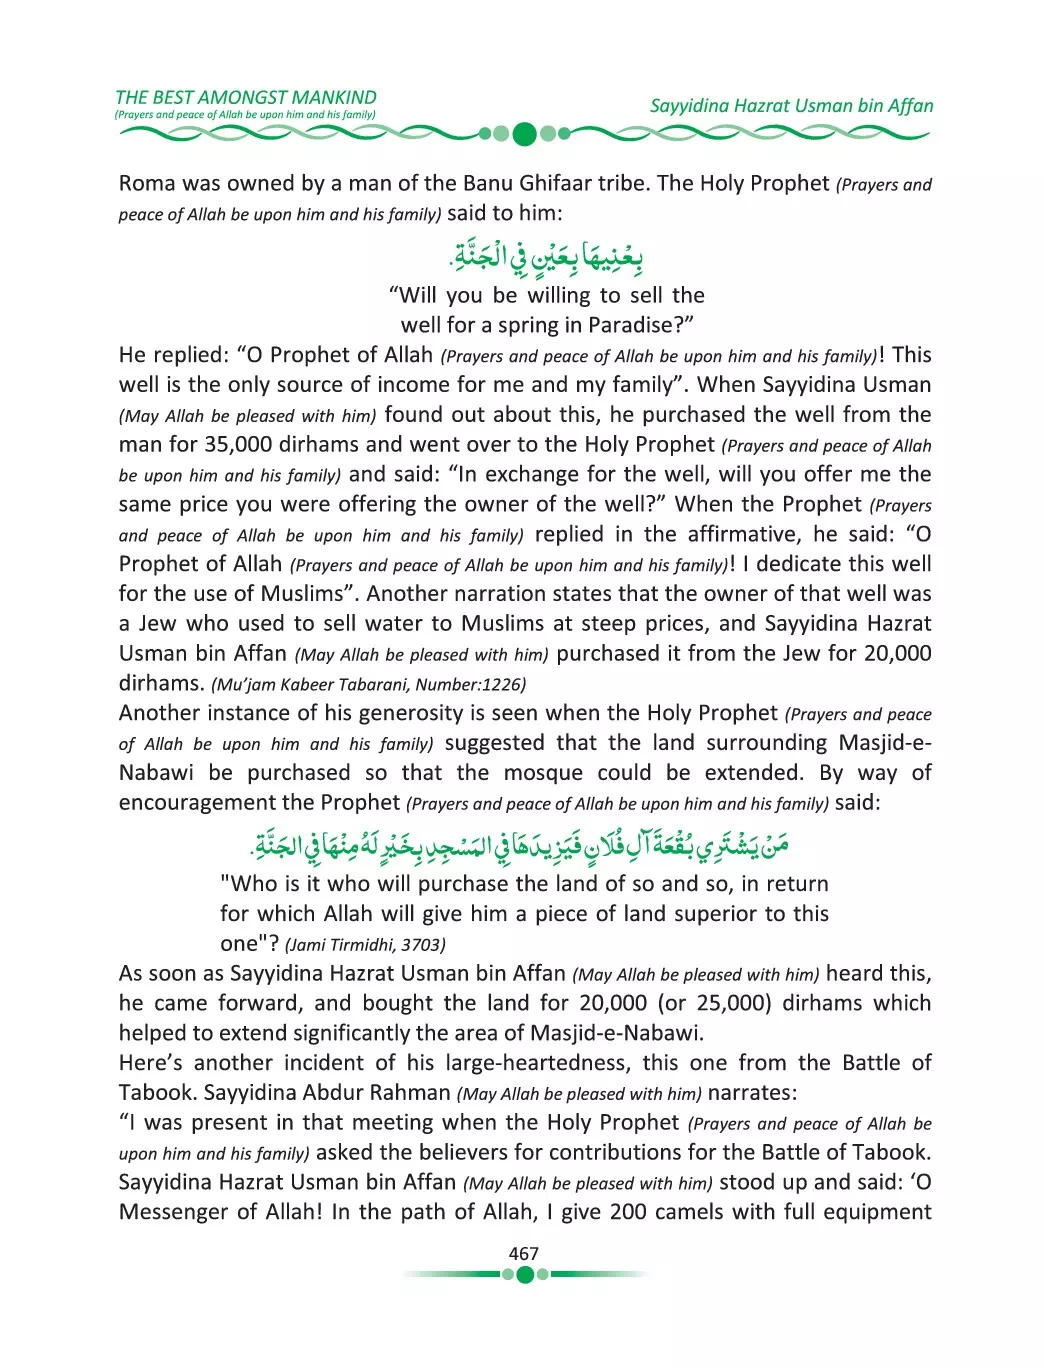 THE BEST AMONGST MANKIND
(Prayers and peace of Allah be upon him and his family)
Sayyidina Hazrat Usman bin Affan
Roma was owned by a man of the Banu Ghifaar tribe. The Holy Prophet (Prayers and
peace of Allah be upon him and his family) said to him:
بِعْنِيهَا بِعَيْنٍ فِي الْجَنَّةِ.
“Will you be willing to sell the
well for a spring in Paradise?”
He replied: “O Prophet of Allah (Prayers and peace of Allah be upon him and his family)! This
well is the only source of income for me and my family”. When Sayyidina Usman
(May Allah be pleased with him) found out about this, he purchased the well from the
man for 35,000 dirhams and went over to the Holy Prophet (Prayers and peace of Allah
be upon him and his family) and said: “In exchange for the well, will you offer me the
same price you were offering the owner of the well?” When the Prophet (Prayers
and peace of Allah be upon him and his family) replied in the affirmative, he said: “O
Prophet of Allah (Prayers and peace of Allah be upon him and his family)! I dedicate this well
for the use of Muslims”. Another narration states that the owner of that well was
a Jew who used to sell water to Muslims at steep prices, and Sayyidina Hazrat
Usman bin Affan (May Allah be pleased with him) purchased it from the Jew for 20,000
dirhams. (Mu’jam Kabeer Tabarani, Number:1226)
Another instance of his generosity is seen when the Holy Prophet (Prayers and peace
of Allah be upon him and his family) suggested that the land surrounding Masjid-e-
Nabawi be purchased so that the mosque could be extended. By way of
encouragement the Prophet (Prayers and peace of Allah be upon him and his family) said:
مَنْ يَشْتَرِي بُقْعَةَ آلِ فُلَانٍ فَيَزِيدَهَا فِي المَسْجِدِ بِخَيْرٍ لَهُ مِنْهَا فِي الجَنَّةِ.
"Who is it who will purchase the land of so and so, in return
for which Allah will give him a piece of land superior to this
one"? (Jami Tirmidhi, 3703)
As soon as Sayyidina Hazrat Usman bin Affan (May Allah be pleased with him) heard this,
he came forward, and bought the land for 20,000 (or 25,000) dirhams which
helped to extend significantly the area of Masjid-e-Nabawi.
Here’s another incident of his large-heartedness, this one from the Battle of
Tabook. Sayyidina Abdur Rahman (May Allah be pleased with him) narrates:
“I was present in that meeting when the Holy Prophet (Prayers and peace of Allah be
upon him and his family) asked the believers for contributions for the Battle of Tabook.
Sayyidina Hazrat Usman bin Affan (May Allah be pleased with him) stood up and said: ‘O
Messenger of Allah! In the path of Allah, I give 200 camels with full equipment
467